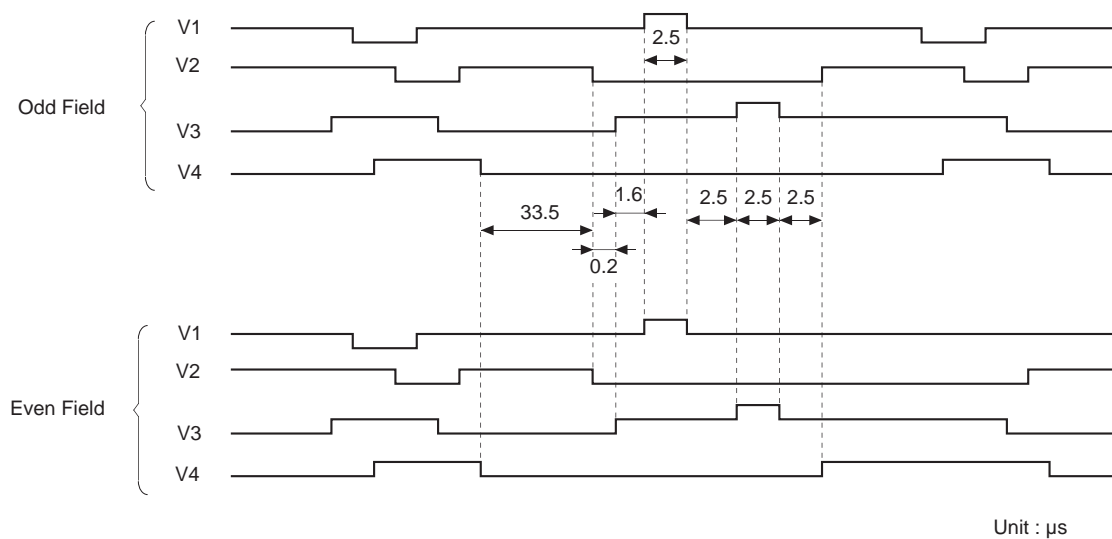 Odd Field
V1
2.5
V2
V3
V4
1.6
2.5 2.5 2.5
33.5
0.2
Even Field
V1
V2
V3
V4
Unit : μs